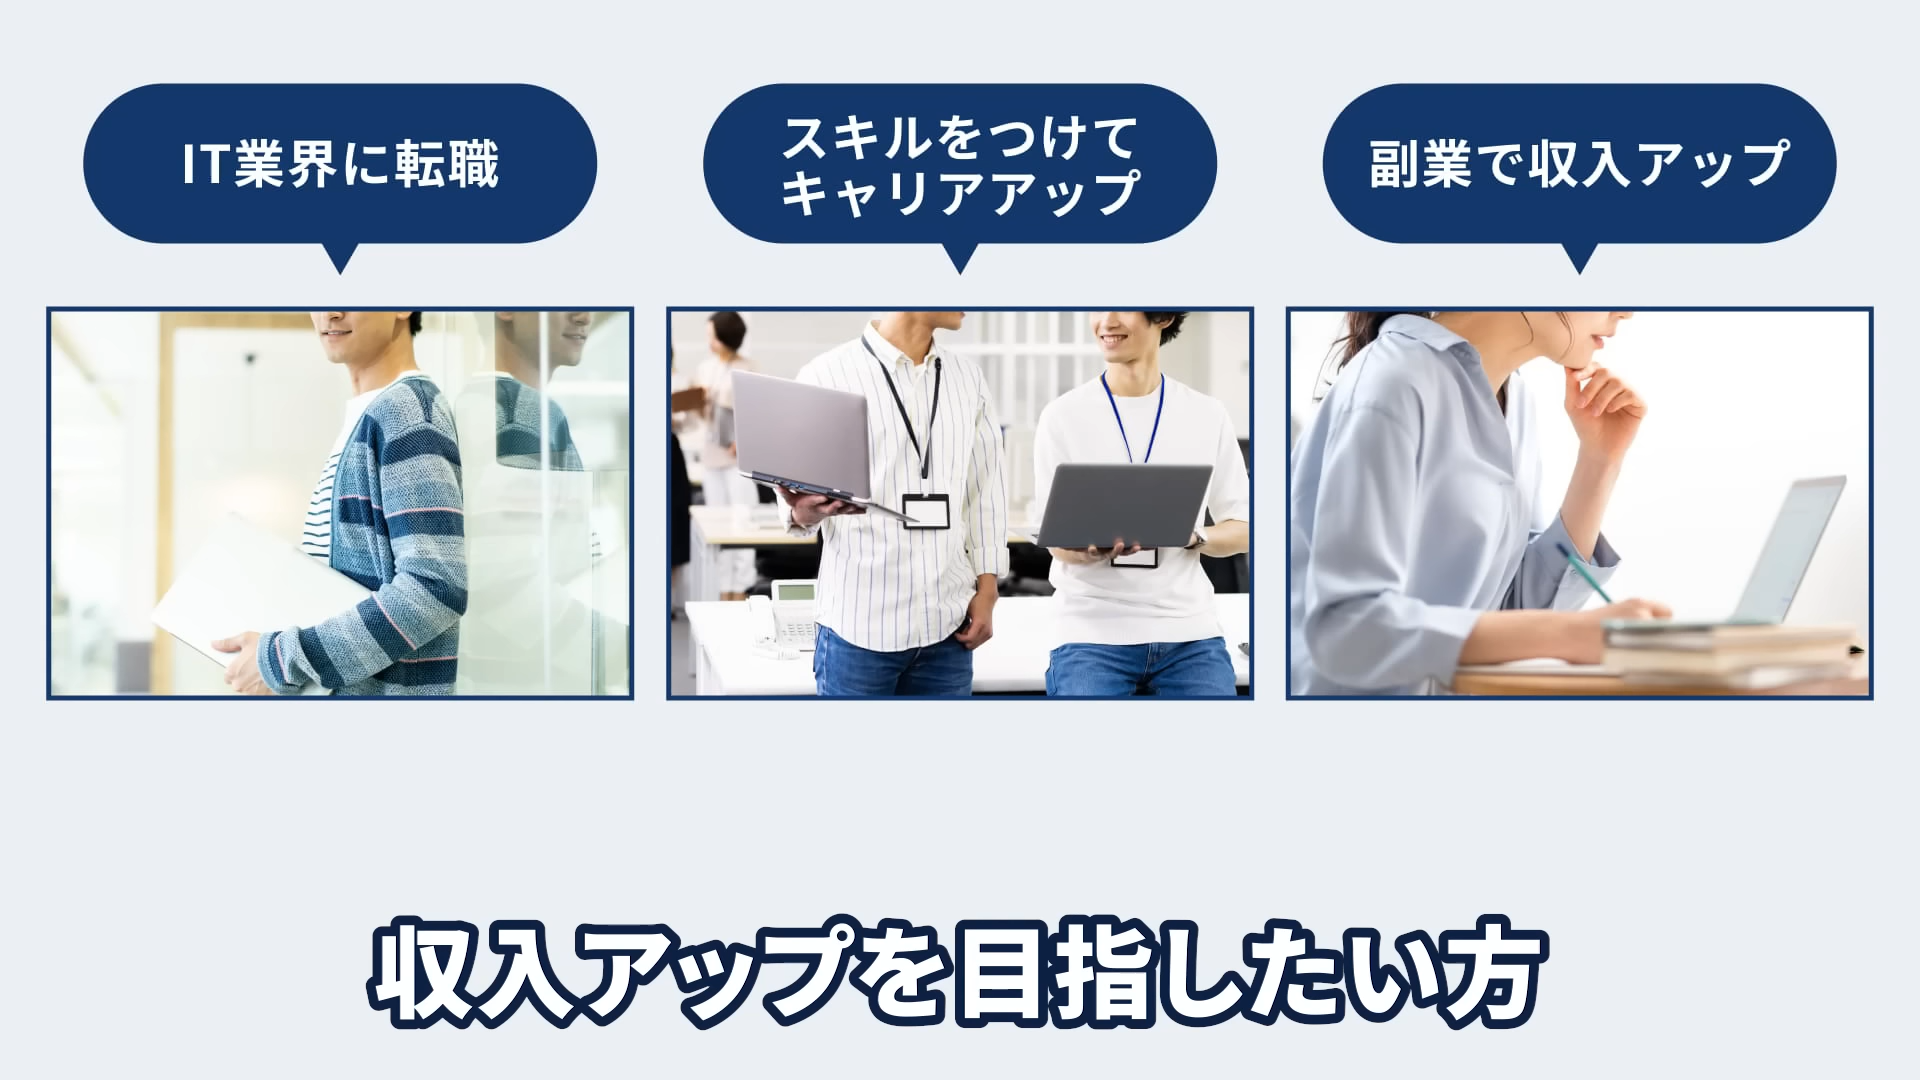 IT業界に転職
スキルをつけて
キャリアアップ
副業で収入アップ
収入アップを目指したい方